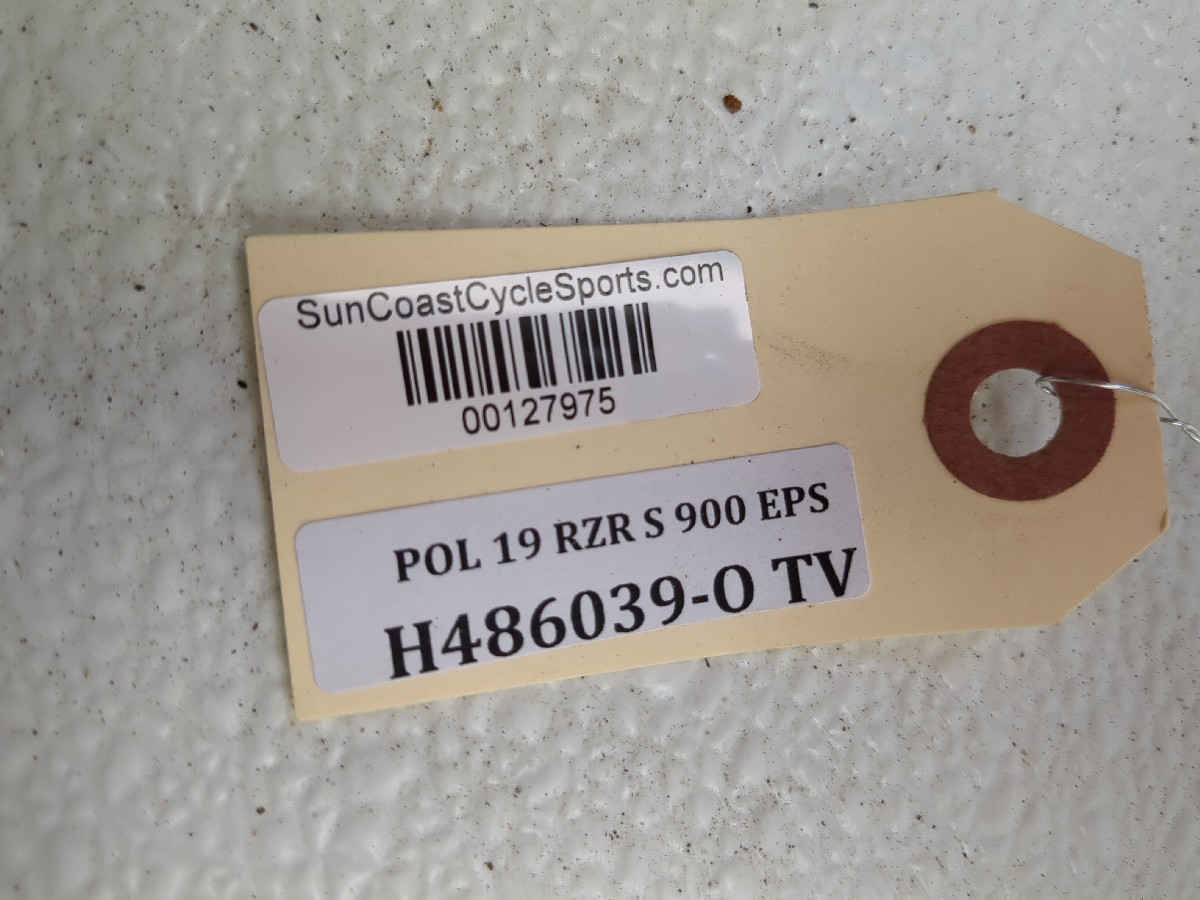 SunCoastCycleSports.com
00127975
POL 19 RZR S 900 EPS
H486039-O TV